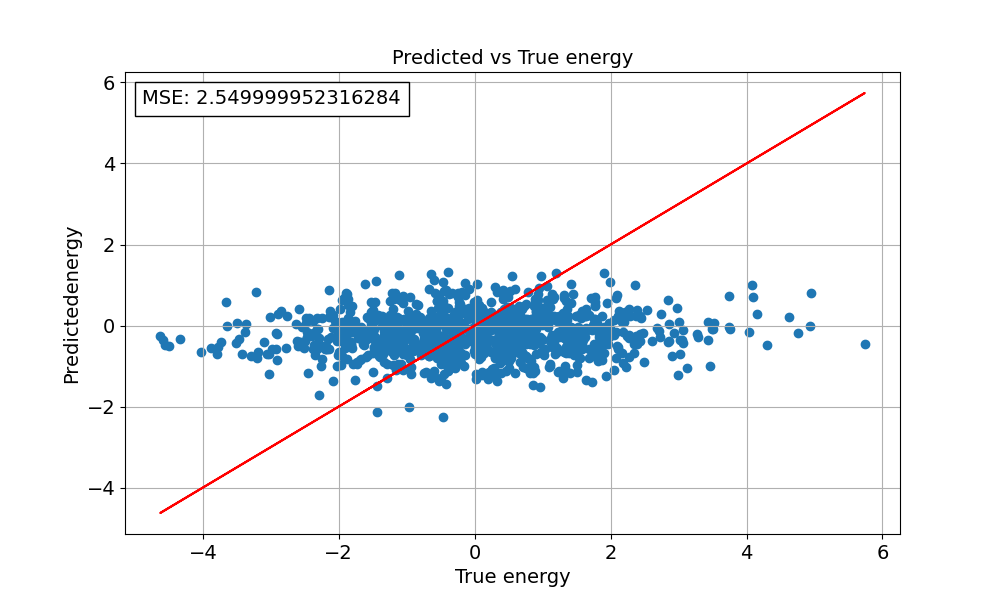 Predicted vs True energy
MSE: 2.549999952316284
6
4
2
0
−2
−4
Predictedenergy
−4 −2 0 2 4 6
True energy